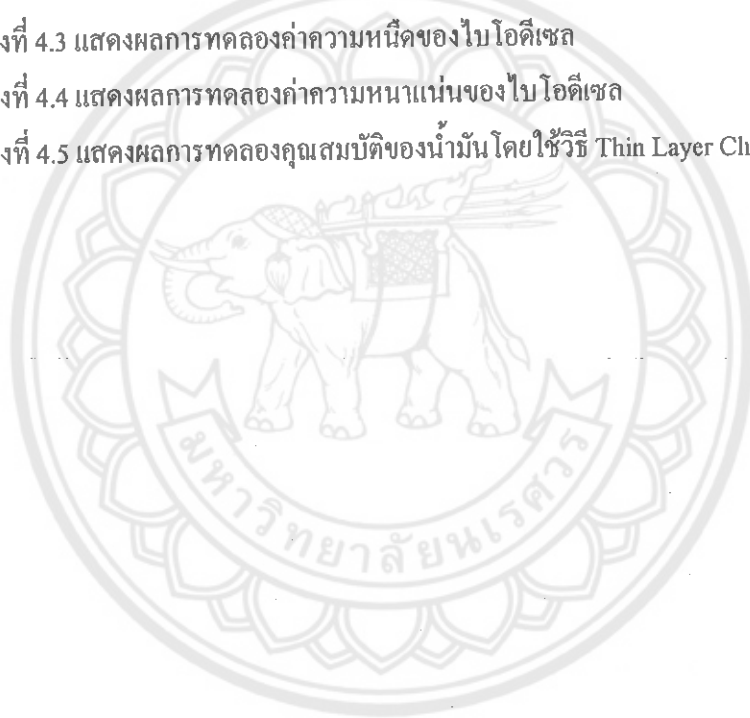 งที่ 4.3 แสดงผลการทดลองค่าความหนืดของไบโอดีเซล
งที่ 4.4 แสดงผลการทดลองค่าความหนาแน่นของไบโอดีเซล
งที่ 4.5 แสดงผลการทดลองคุณสมบัติของน้ำมันโดยใช้วิธี Thin Layer Ch
มหาวิทยาลัยนเรศวร